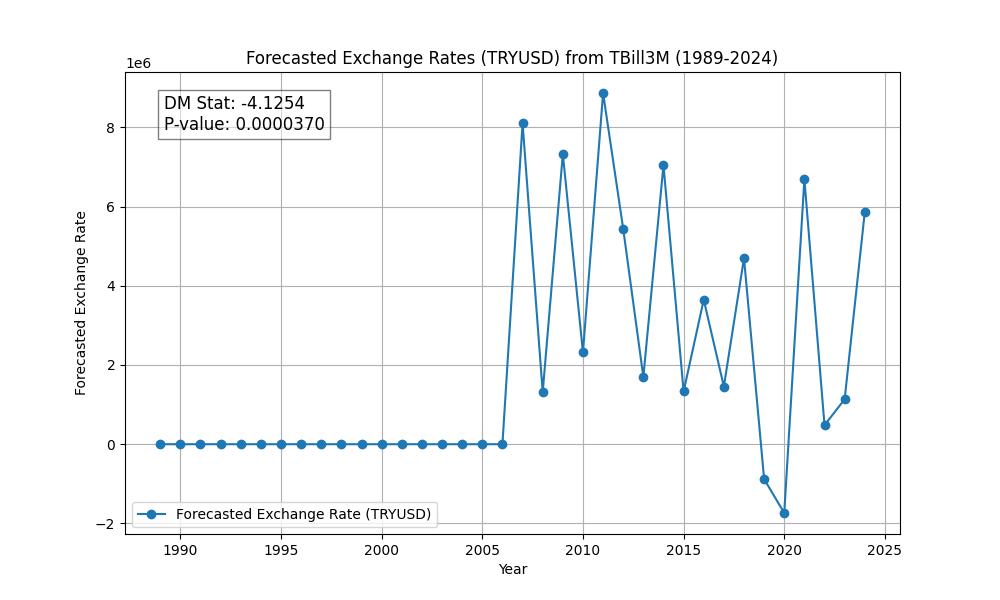 Forecasted Exchange Rates (TRYUSD) from TBill3M (1989-2024)
1e6
DM Stat: -4.1254
P-value: 0.0000370
8
6
4
2
0
−2
Forecasted Exchange Rate
Forecasted Exchange Rate (TRYUSD)
1990 1995 2000 2005 2010 2015 2020 2025
Year